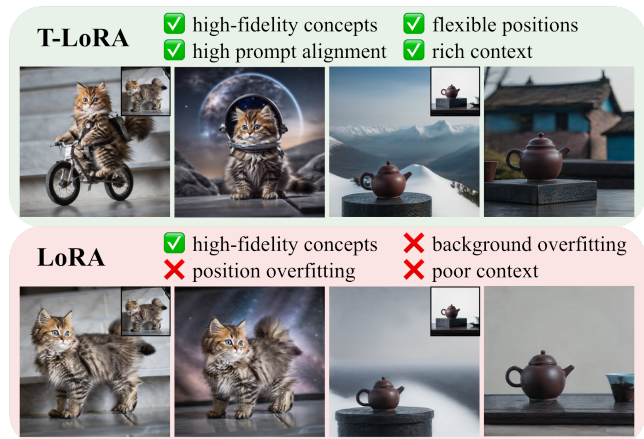 T-LoRA
✅ high-fidelity concepts ✅ flexible positions
✅ high prompt alignment ✅ rich context
LoRA
✅ high-fidelity concepts ❌ background overfitting
❌ position overfitting ❌ poor context